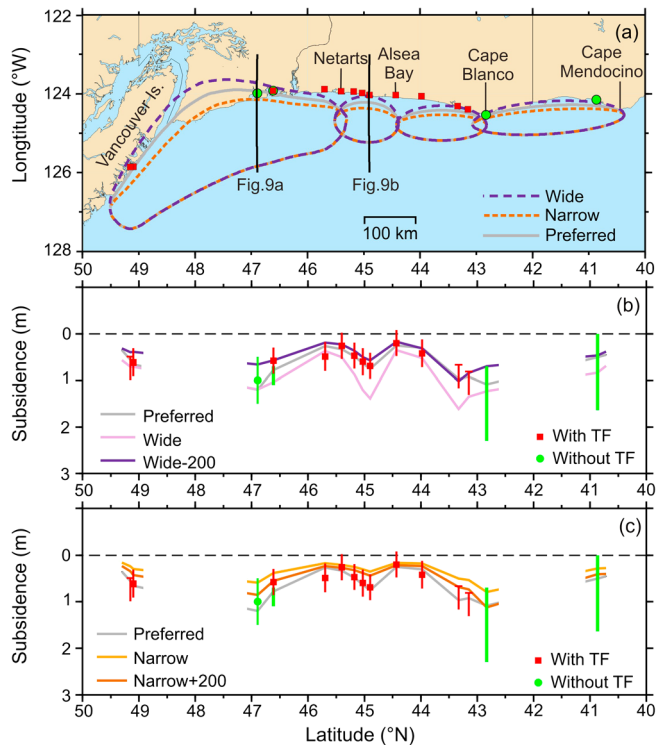 122
(a)
Netarts
Alsea
Bay
Cape
Blanco
Cape
Mendocino
Vancouver Is.
Longtitude (°W)
124
126
128
Fig.9a
Fig.9b
100 km
Wide
Narrow
Preferred
50 49 48 47 46 45 44 43 42 41 40
(b)
Subsidence (m)
0
1
2
3
Preferred
Wide
Wide-200
With TF
Without TF
50 49 48 47 46 45 44 43 42 41 40
(c)
Subsidence (m)
0
1
2
3
Preferred
Narrow
Narrow+200
With TF
Without TF
50 49 48 47 46 45 44 43 42 41 40
Latitude (°N)